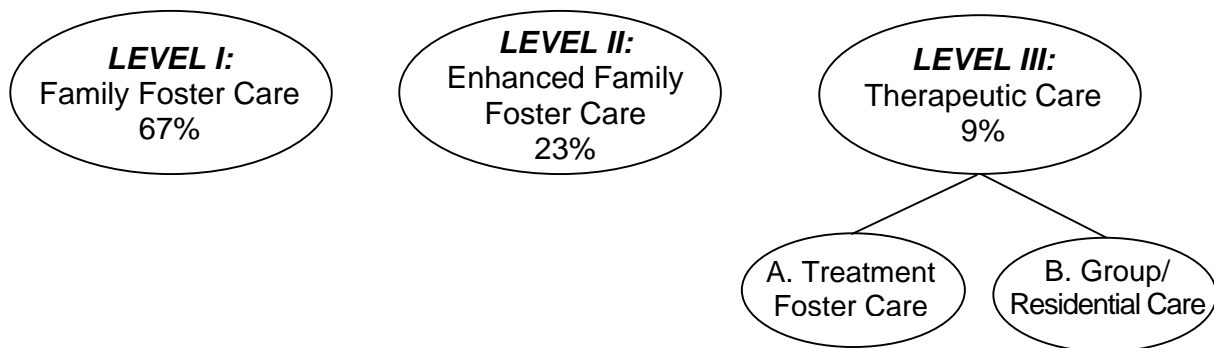 LEVEL I:
Family Foster Care
67%
LEVEL II:
Enhanced Family
Foster Care
23%
LEVEL III:
Therapeutic Care
9%
A. Treatment
Foster Care
B. Group/
Residential Care